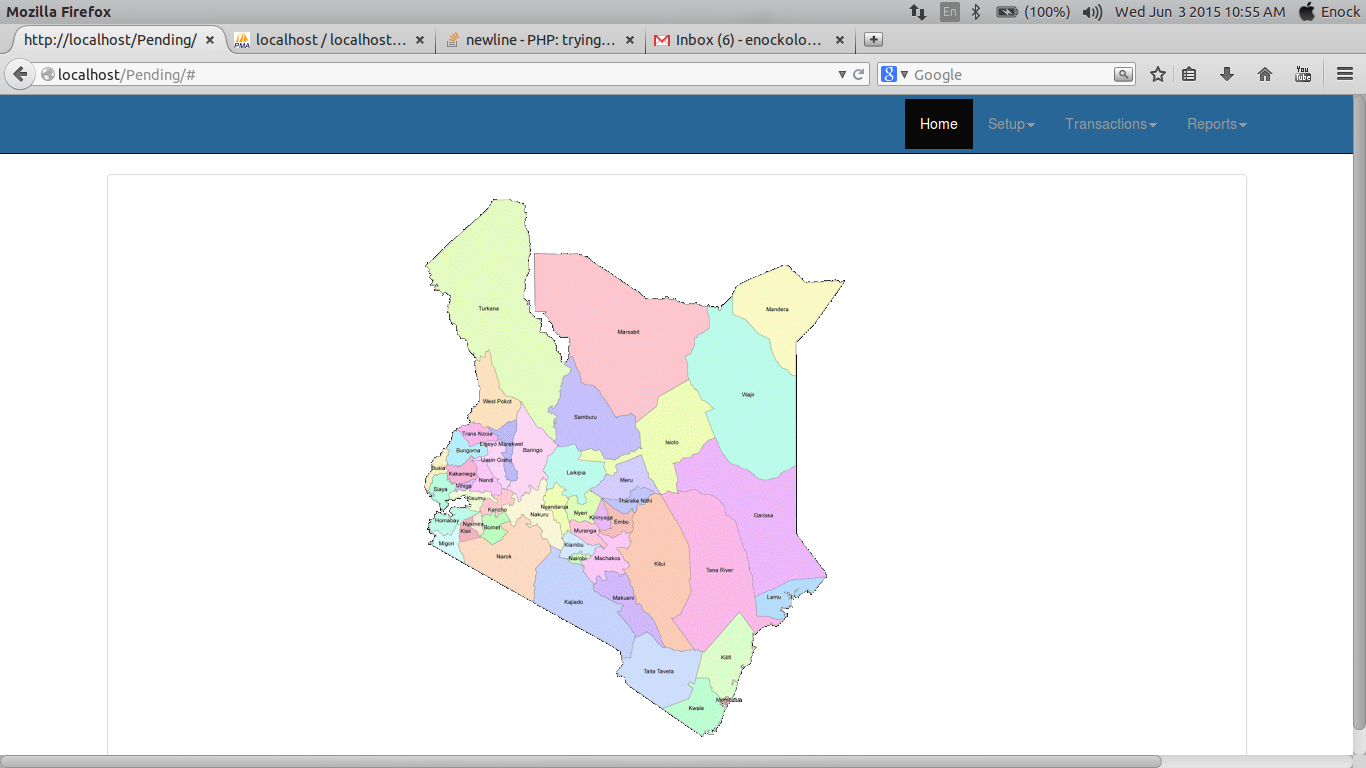 Mozilla Firefox En (100%) Wed Jun 3 2015 10:55 AM Enock
http://localhost/Pending/ PMA localhost / localhost... newline - PHP: trying... Inbox (6) - enockolo...
localhost/Pending/# 8 Google You Tube
Home Setup Transactions Reports
Turkana
Mandera
Marsabit
Wajir
West Pokot
Samburu
Trans Nzoia
Elgeyo Marakwet
Isiolo
Bungoma
Baringo
Uasin Gishu
Busia
Kakamega
Laikipia
Nandi
Meru
Vihiga
Siaya
Kisumu
Tharaka Nithi
Nyandarua
Kericho
Nyeri
Nakuru
Garissa
Kirinyaga
Homabay
Embu
Nyamira
Bomet
Kisii
Muranga
Migori
Kiambu
Narok
Nairobi
Machakos
Kitui
Tana River
Makueni
Lamu
Kajiado
Kilifi
Taita Taveta
Mombasa
Kwale